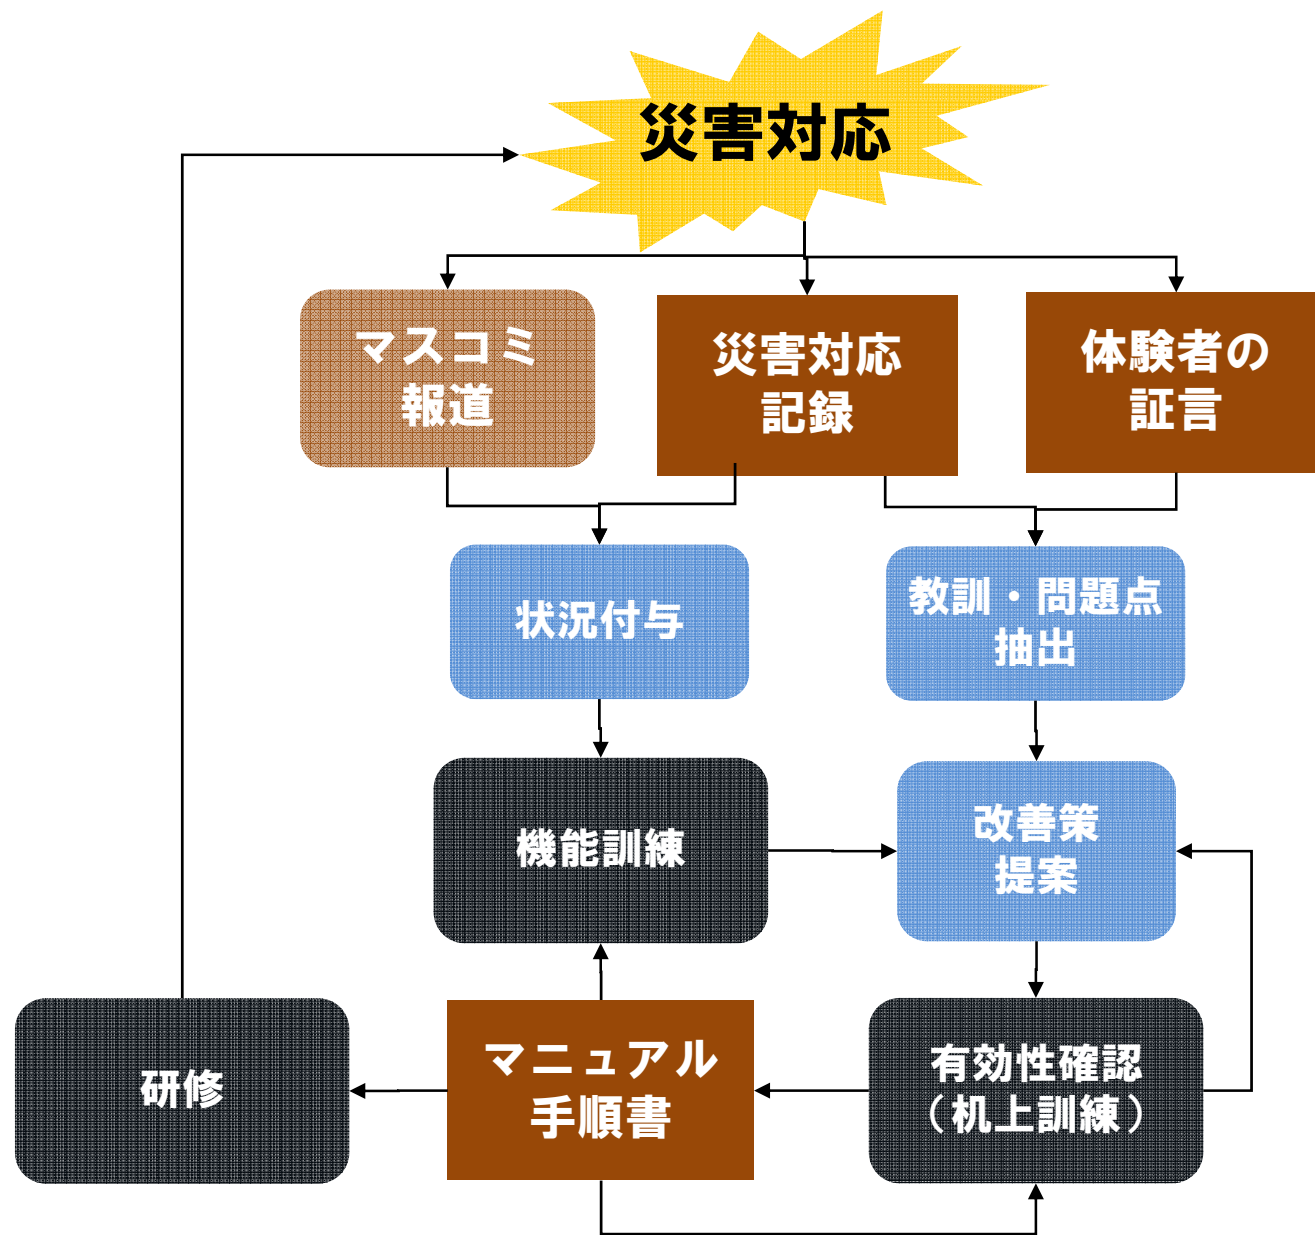 災害対応
マスコミ
報道
災害対応
記録
体験者の
証言
状況付与
教訓・問題点
抽出
機能訓練
改善策
提案
研修
マニュアル
手順書
有効性確認
（机上訓練）